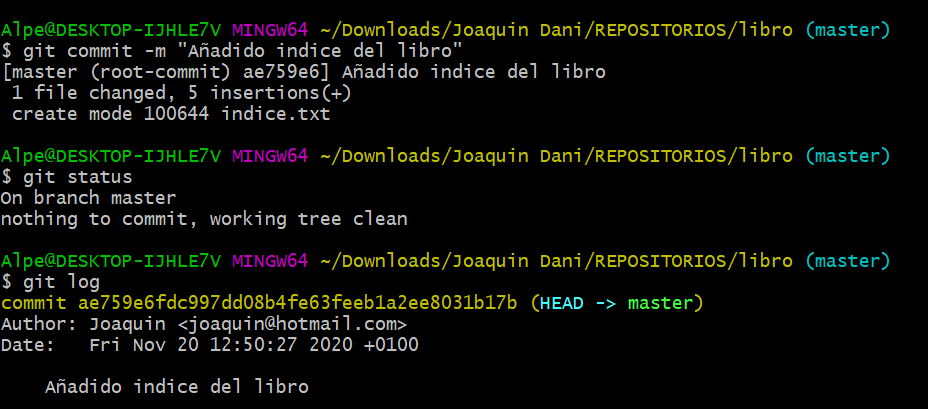 Alpe@DESKTOP-IJHLE7V MINGW64 ~/Downloads/Joaquin Dani/REPOSITORIOS/libro (master)
$ git commit -m "Añadido indice del libro"
[master (root-commit) ae759e6] Añadido indice del libro
 1 file changed, 5 insertions(+)
 create mode 100644 indice.txt
Alpe@DESKTOP-IJHLE7V MINGW64 ~/Downloads/Joaquin Dani/REPOSITORIOS/libro (master)
$ git status
On branch master
nothing to commit, working tree clean
Alpe@DESKTOP-IJHLE7V MINGW64 ~/Downloads/Joaquin Dani/REPOSITORIOS/libro (master)
$ git log
commit ae759e6fdc997dd08b4fe63feeb1a2ee8031b17b (HEAD -> master)
Author: Joaquin <joaquin@hotmail.com>
Date:   Fri Nov 20 12:50:27 2020 +0100
    Añadido indice del libro